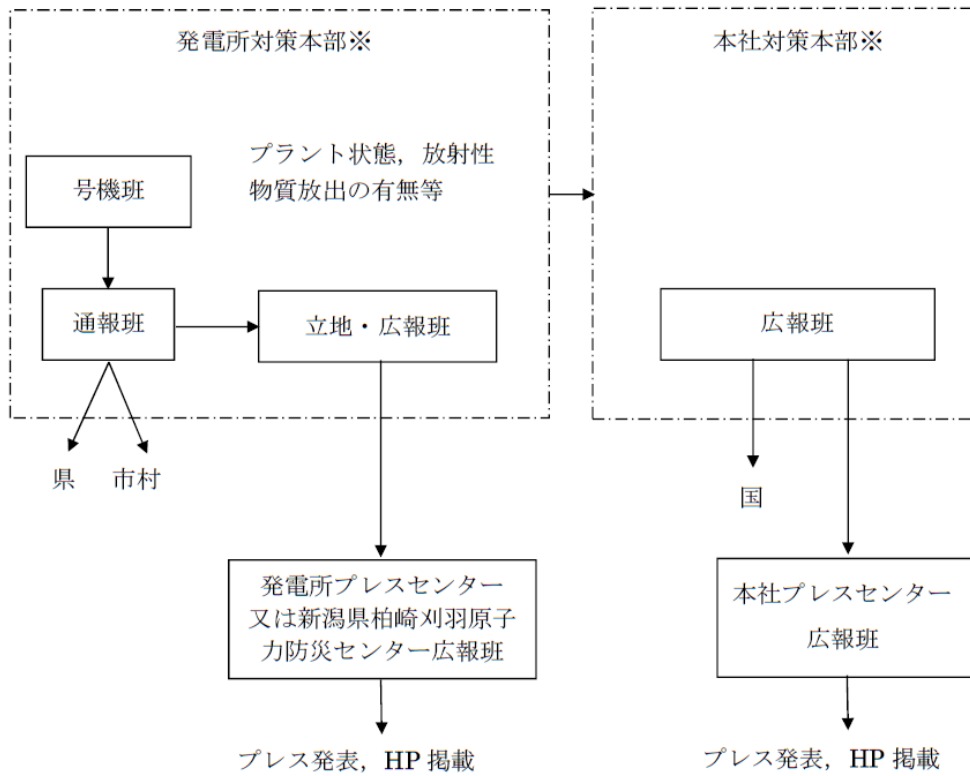 発電所対策本部※
本社対策本部※
プラント状態，放射性
物質放出の有無等
号機班
通報班
立地・広報班
広報班
県
市村
国
発電所プレスセンター
又は新潟県柏崎刈羽原子
力防災センター広報班
本社プレスセンター
広報班
プレス発表，HP 掲載
プレス発表，HP 掲載